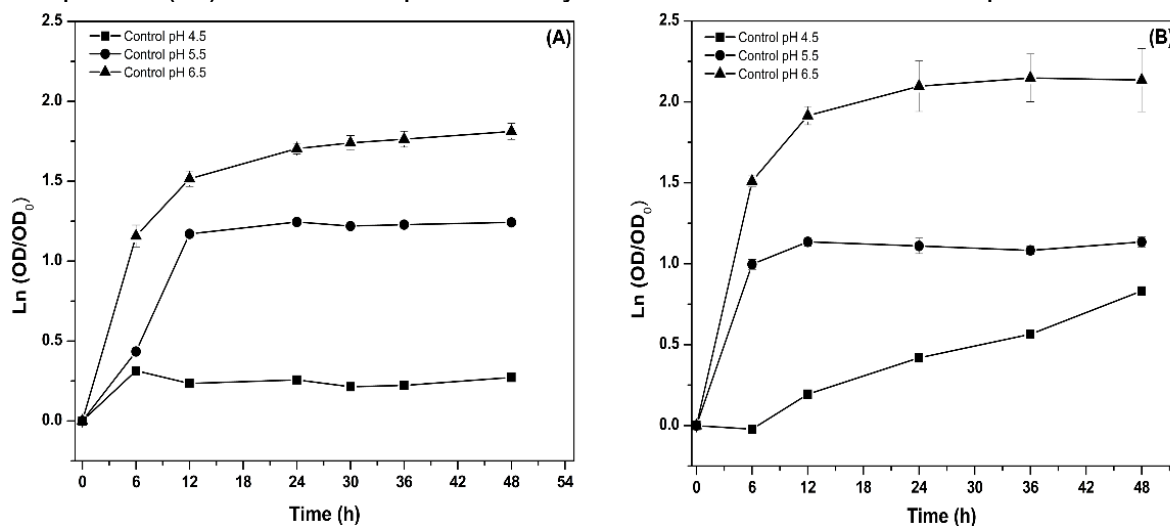 (A)
Control pH 4.5
Control pH 5.5
Control pH 6.5
2.5
2.0
1.5
1.0
0.5
0.0
Ln (OD/OD₀)
0 6 12 18 24 30 36 42 48 54
Time (h)
(B)
Control pH 4.5
Control pH 5.5
Control pH 6.5
2.5
2.0
1.5
1.0
0.5
0.0
Ln (OD/OD₀)
0 6 12 18 24 30 36 42 48
Time (h)